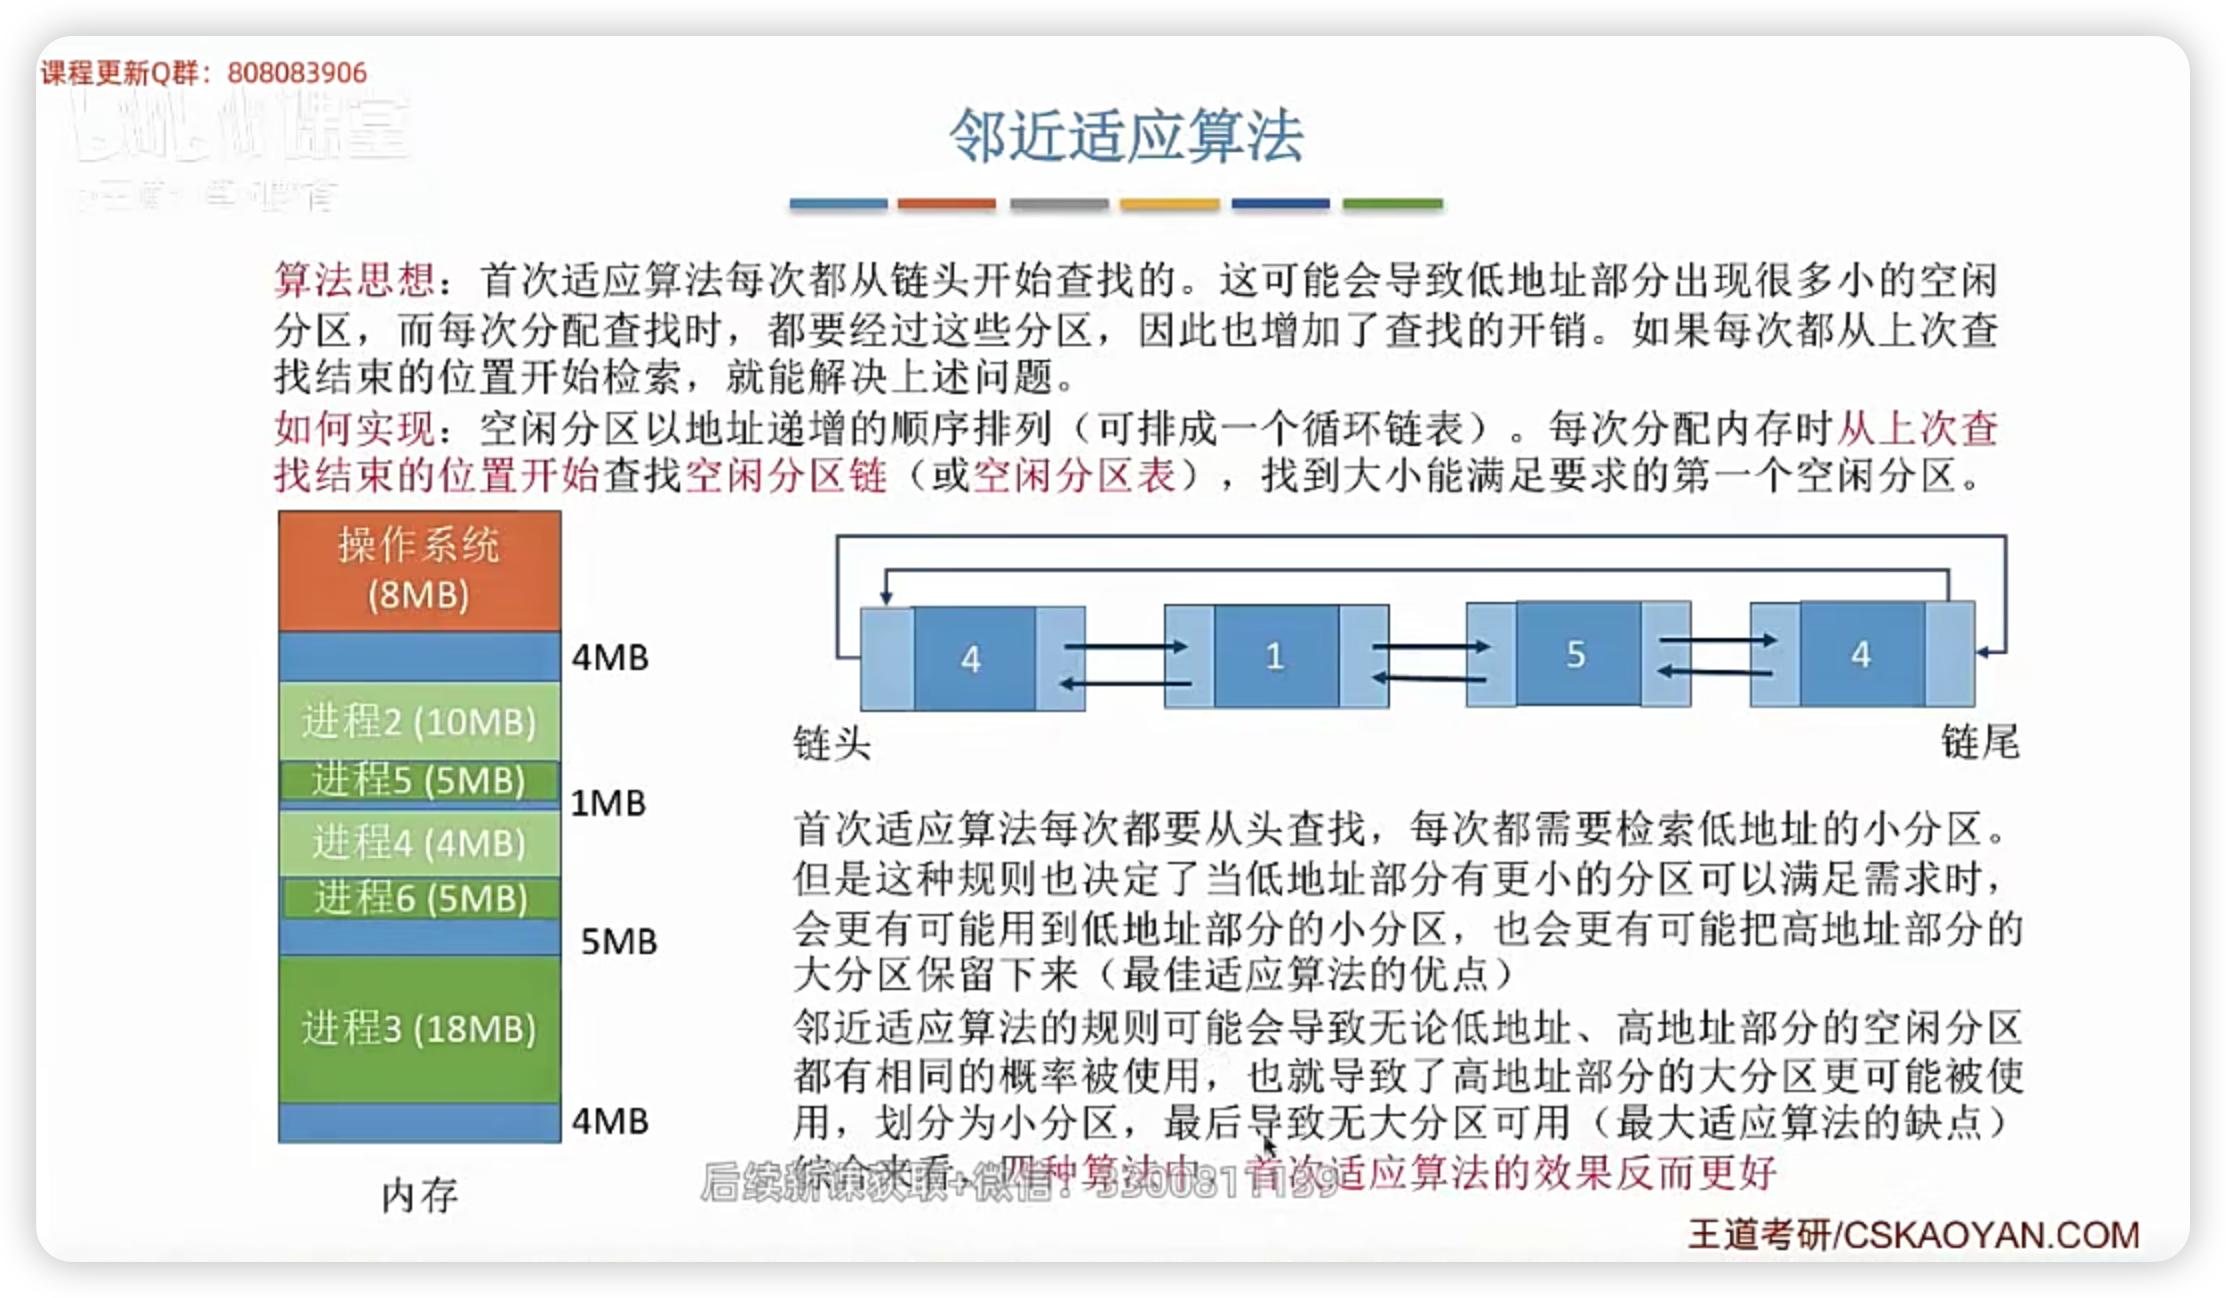 课程更新Q群：808083906
课堂
邻近适应算法
算法思想：首次适应算法每次都从链头开始查找的。这可能会导致低地址部分出现很多小的空闲
分区，而每次分配查找时，都要经过这些分区，因此也增加了查找的开销。如果每次都从上次查
找结束的位置开始检索，就能解决上述问题。
如何实现：空闲分区以地址递增的顺序排列（可排成一个循环链表）。每次分配内存时从上次查
找结束的位置开始查找空闲分区链（或空闲分区表），找到大小能满足要求的第一个空闲分区。
操作系统
(8MB)
4MB
进程2 (10MB)
进程5 (5MB)
1MB
进程4 (4MB)
进程6 (5MB)
5MB
进程3 (18MB)
4MB
内存
4
1
5
4
链头
链尾
首次适应算法每次都要从头查找，每次都需要检索低地址的小分区。
但是这种规则也决定了当低地址部分有更小的分区可以满足需求时，
会更有可能用到低地址部分的小分区，也会更有可能把高地址部分的
大分区保留下来（最佳适应算法的优点）
邻近适应算法的规则可能会导致无论低地址、高地址部分的空闲分区
都有相同的概率被使用，也就导致了高地址部分的大分区更可能被使
用，划分为小分区，最后导致无大分区可用（最大适应算法的缺点）
综合来看，四种算法中，首次适应算法的效果反而更好
后续新课获取+微信：3300811139
王道考研/CSKAOYAN.COM